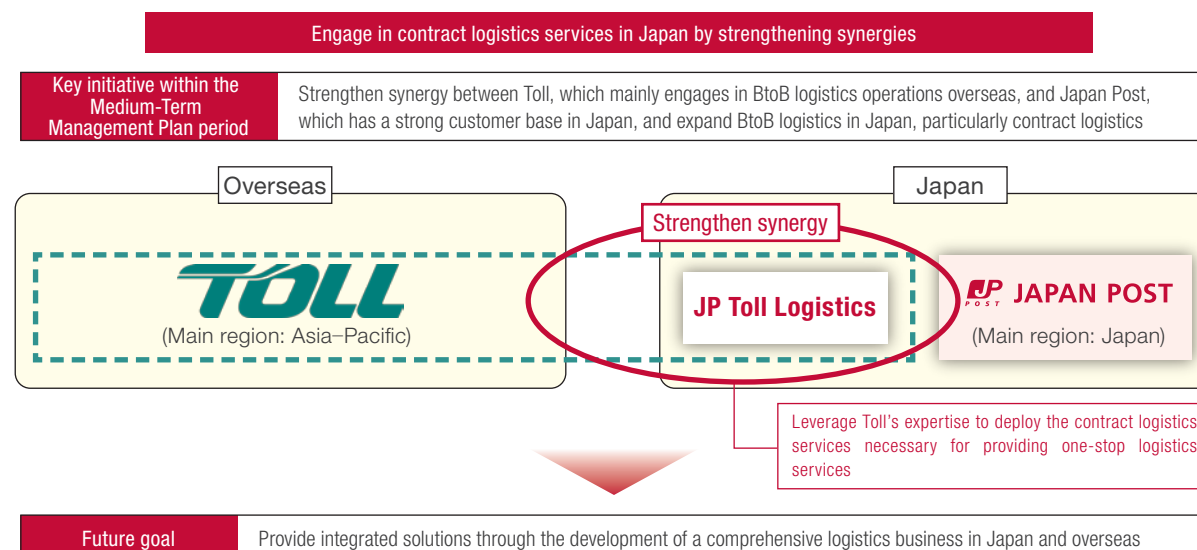 Engage in contract logistics services in Japan by strengthening synergies
Key initiative within the
Medium-Term
Management Plan period
Strengthen synergy between Toll, which mainly engages in BtoB logistics operations overseas, and Japan Post,
which has a strong customer base in Japan, and expand BtoB logistics in Japan, particularly contract logistics
Overseas
Japan
Strengthen synergy
TOLL
(Main region: Asia–Pacific)
JP Toll Logistics
JP POST JAPAN POST
(Main region: Japan)
Leverage Toll's expertise to deploy the contract logistics
services necessary for providing one-stop logistics
services
Future goal
Provide integrated solutions through the development of a comprehensive logistics business in Japan and overseas